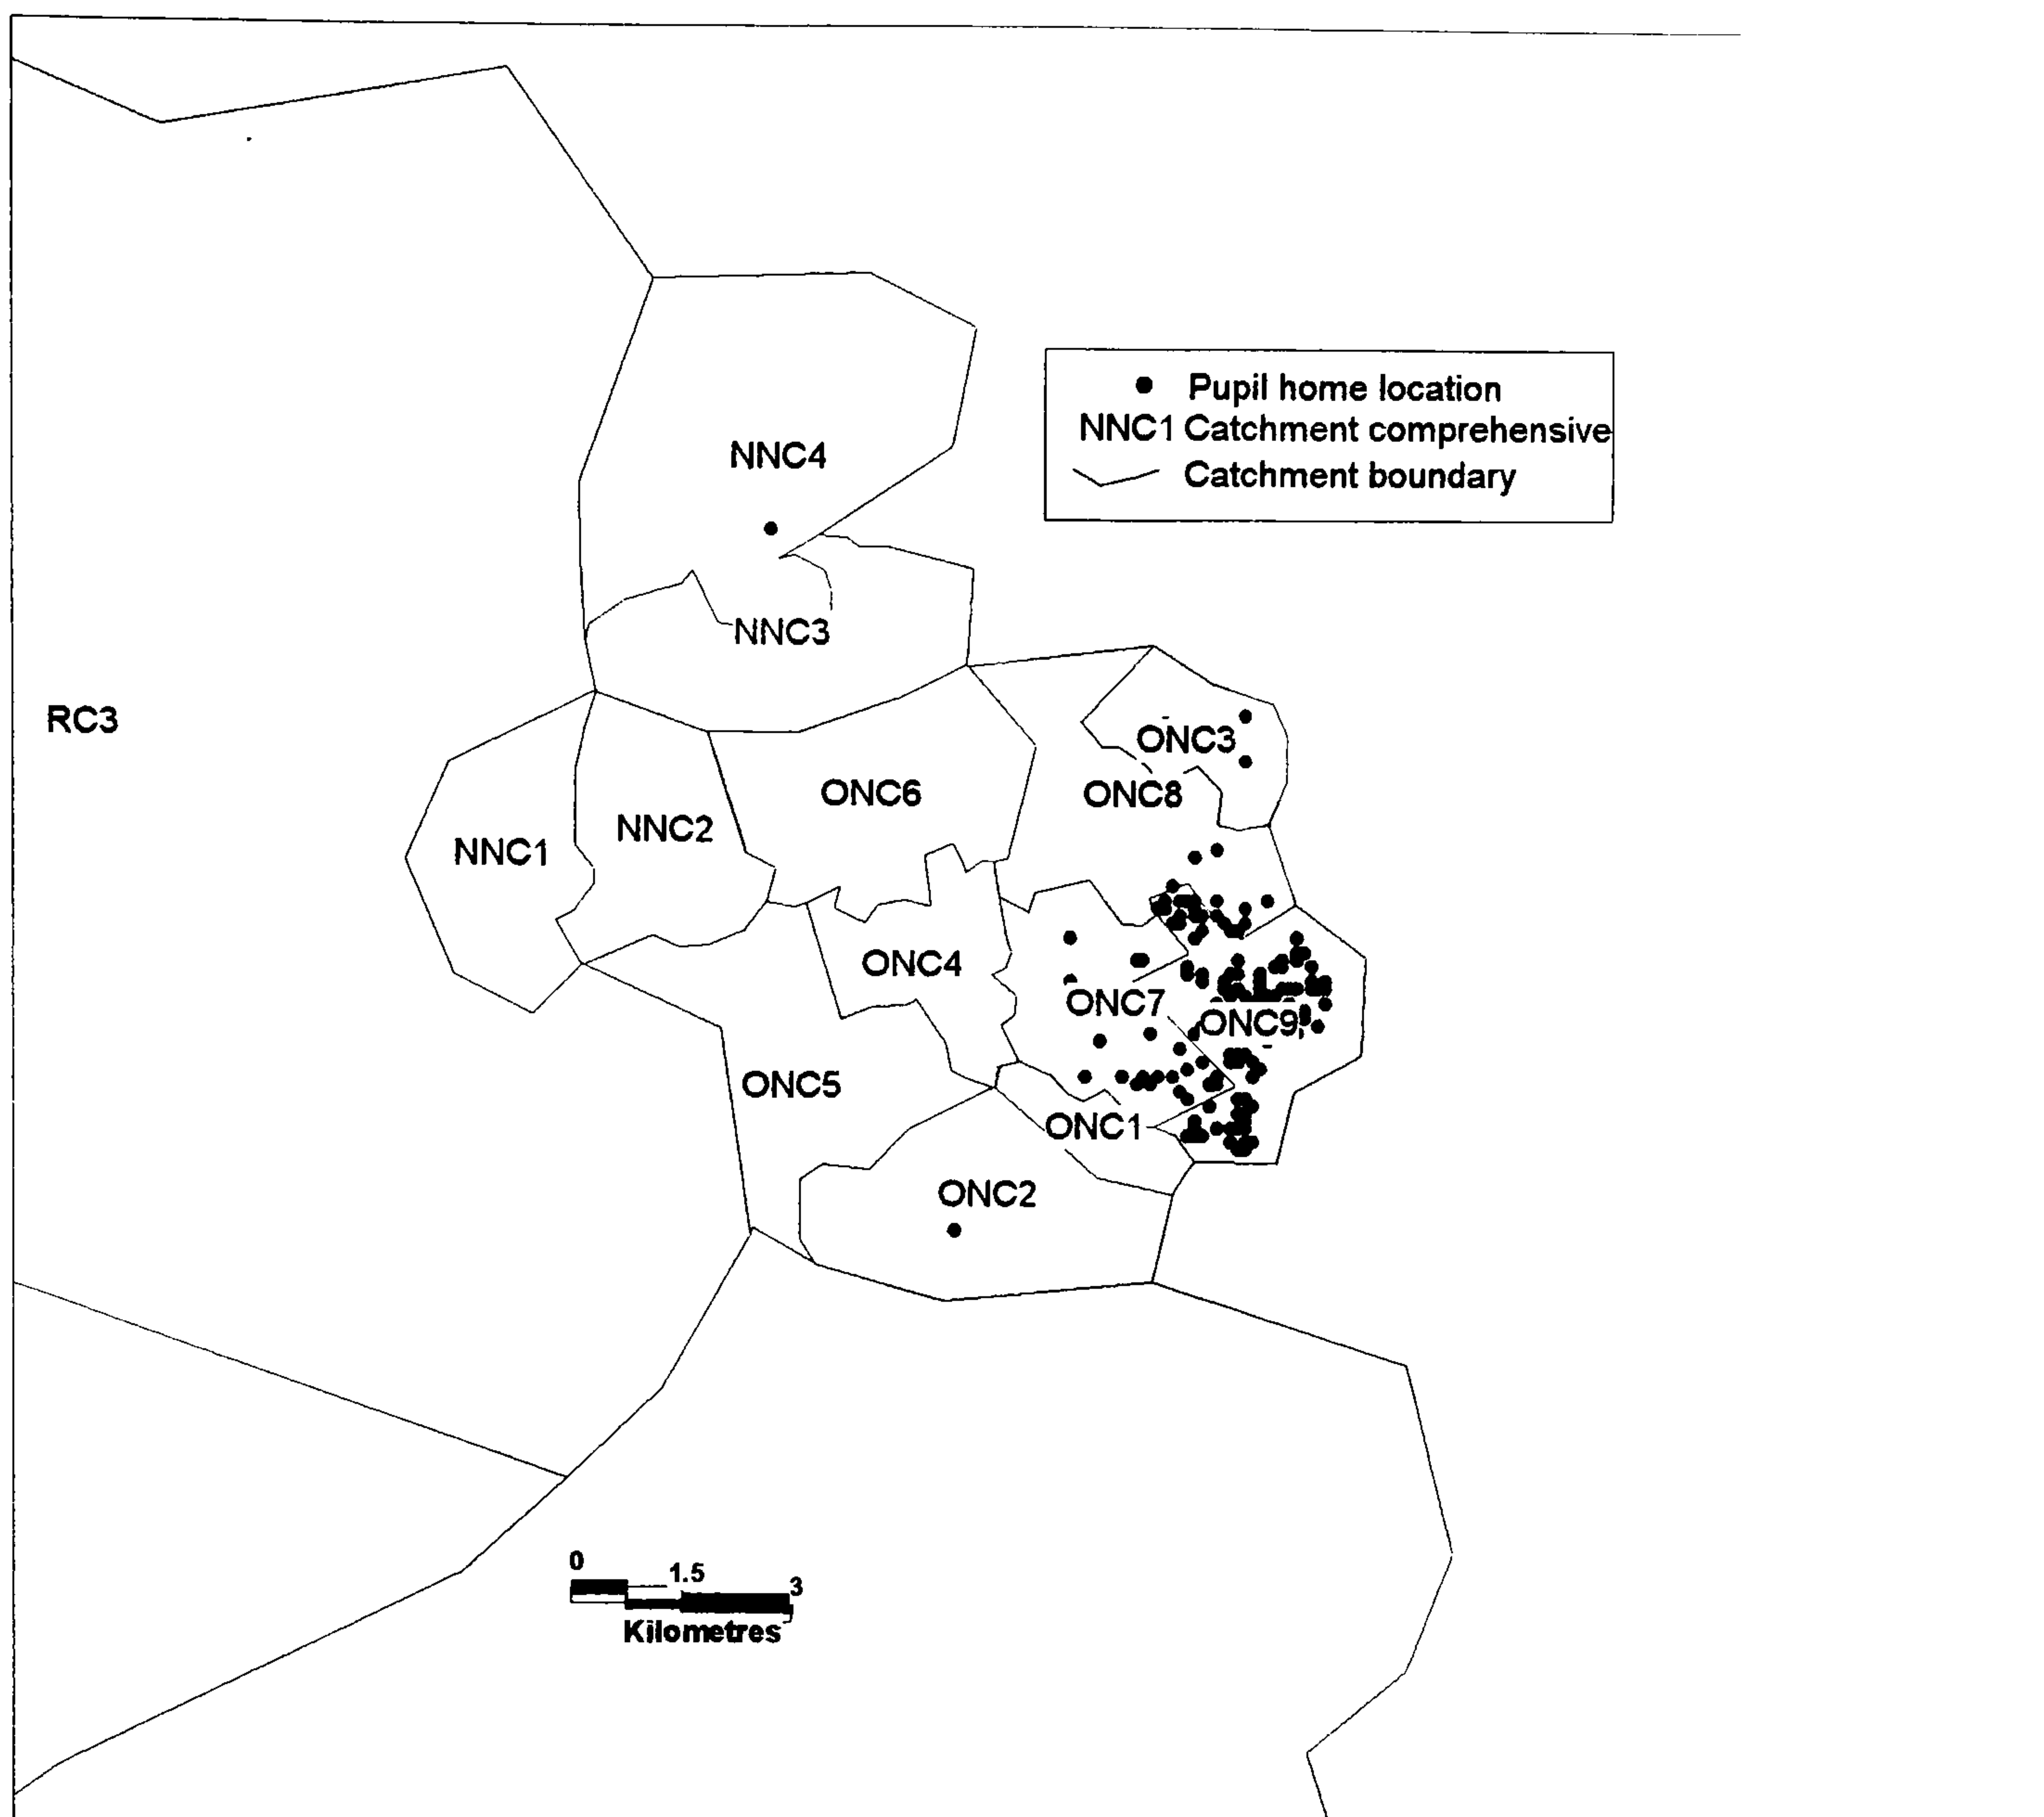 Pupil home location
NNC1 Catchment comprehensive
Catchment boundary
NNC4
NNC3
RC3
ONC3
ONC8
ONC6
NNC2
NNC1
ONC4
ONC7
ONC9
ONC5
ONC1
ONC2
0 1.5 3
Kilometres